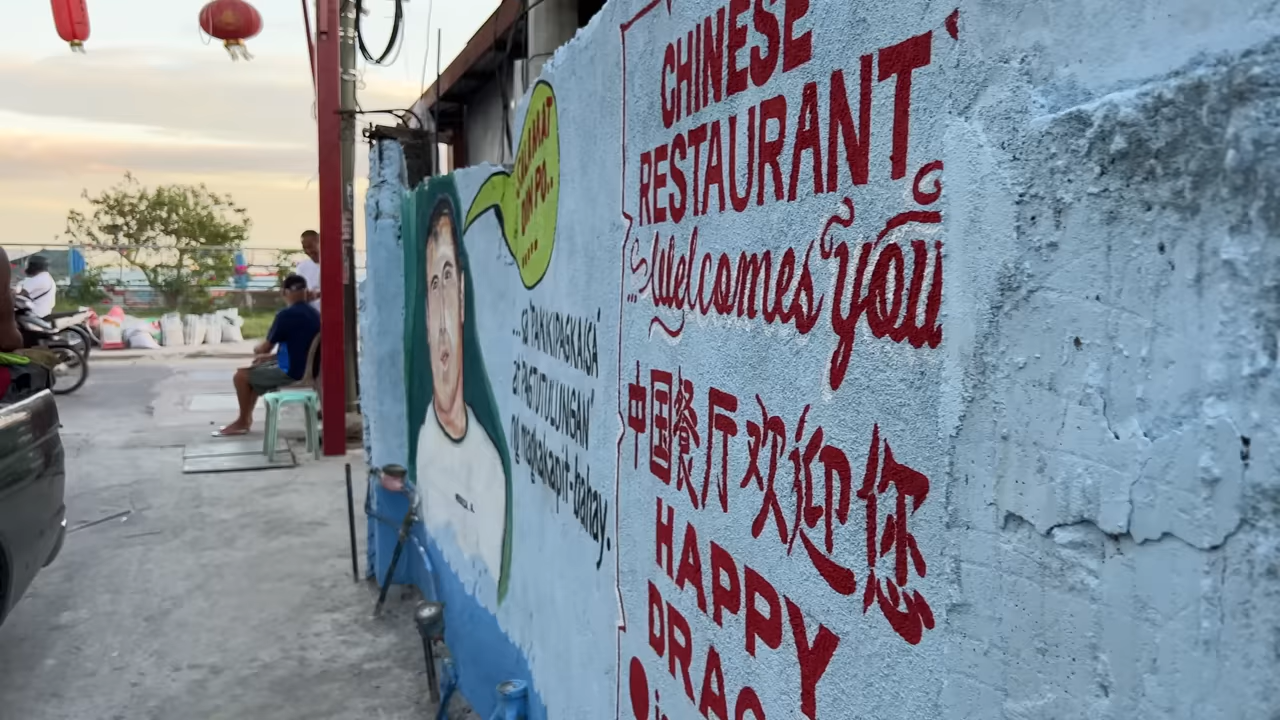 SALAMAT
DIN PO..
....
...sa "PAKIKIPAGKAISA"
at "PAGTUTULUNGAN"
ng magkakapit-bahay.
CHINESE
RESTAURANT
...Welcomes you
中国餐厅欢迎您
HAPPY